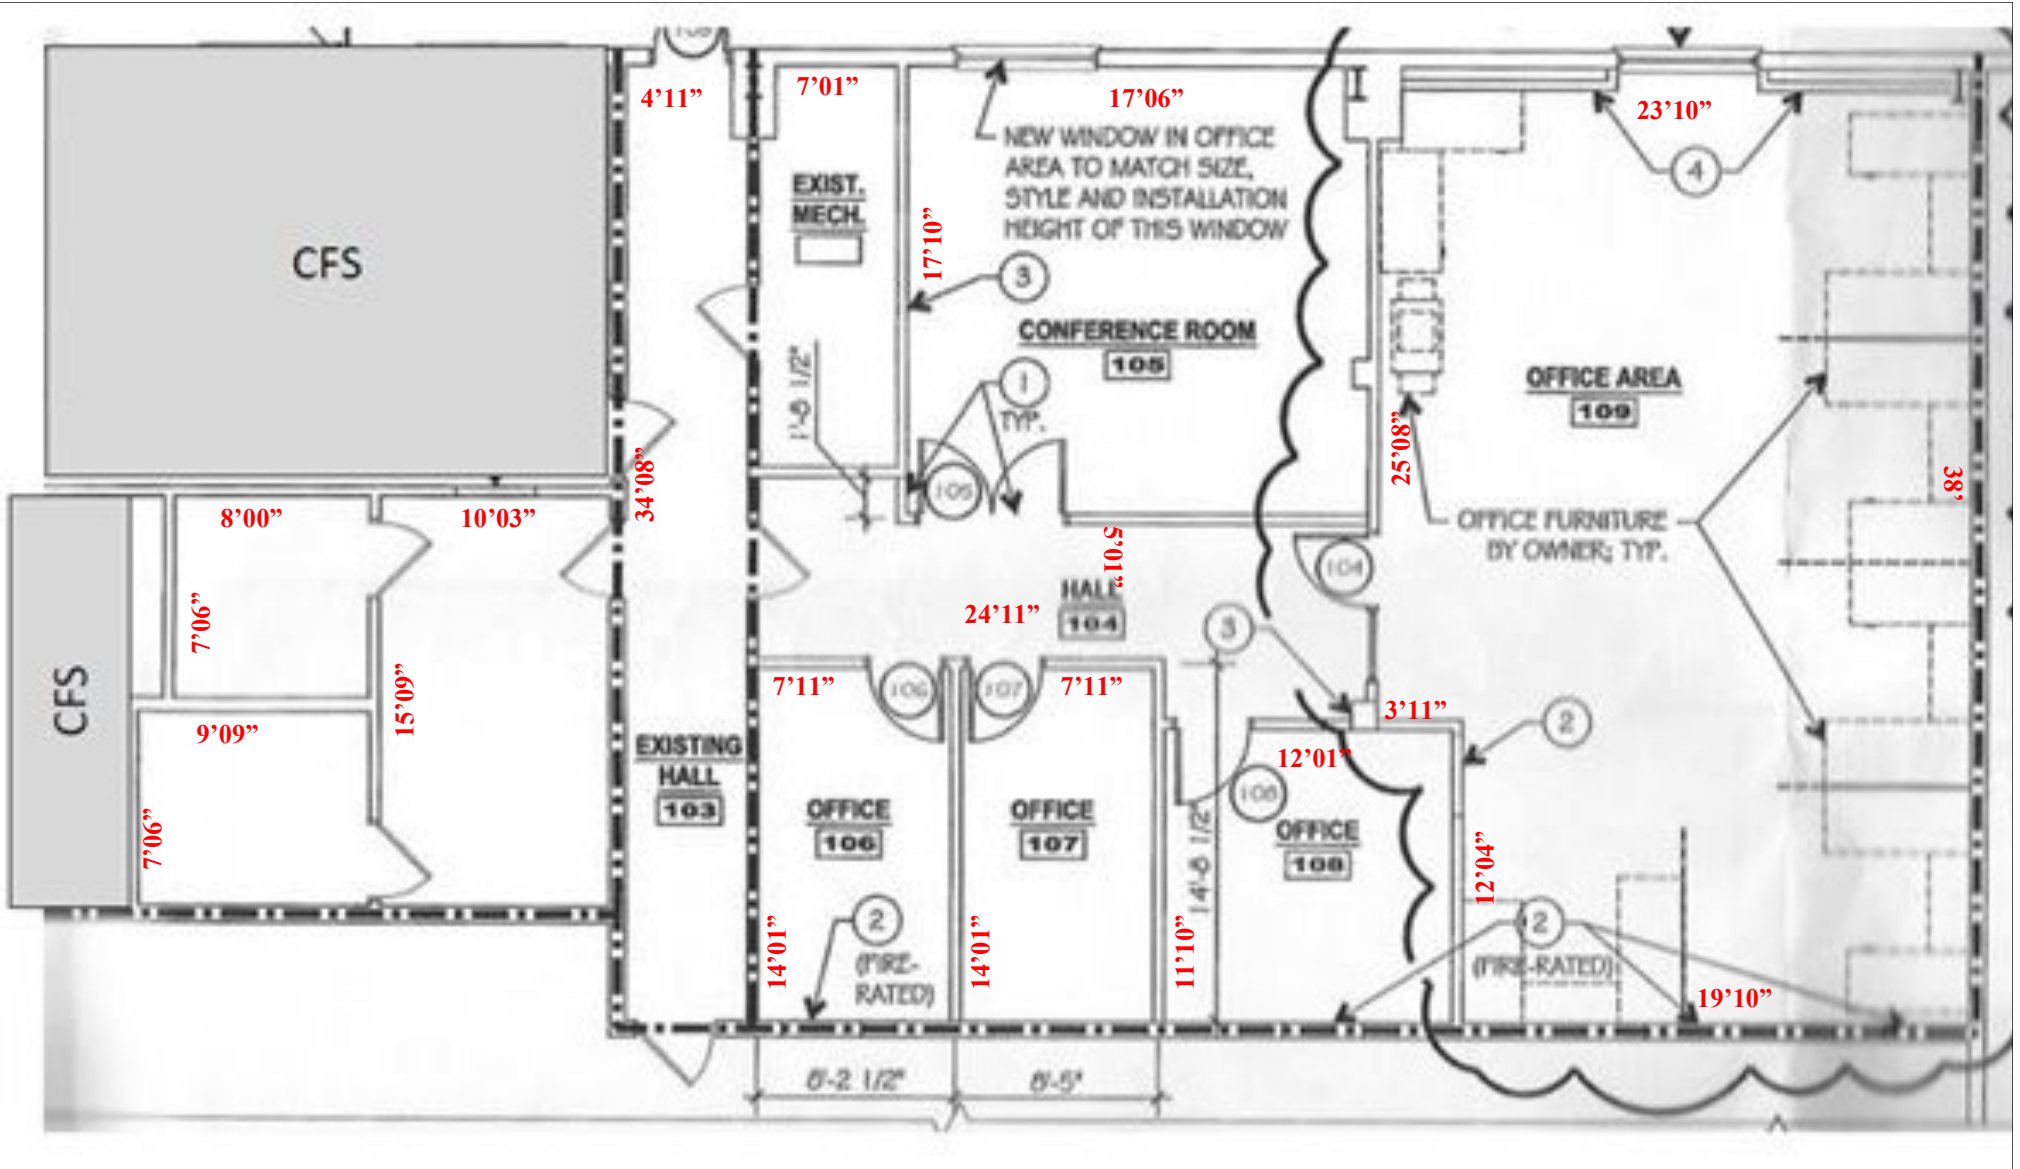 4’11”
7’01”
17’06”
23’10”
NEW WINDOW IN OFFICE
AREA TO MATCH SIZE,
STYLE AND INSTALLATION
HEIGHT OF THIS WINDOW
4
EXIST.
MECH.
17’10”
CFS
3
CONFERENCE ROOM
105
1
TYP.
OFFICE AREA
109
25’08”
34’08”
38’
105
8’00”
10’03”
OFFICE FURNITURE
BY OWNER; TYP.
5’01”
104
HALL
104
24’11”
3
7’06”
15’09”
CFS
9’09”
7’11”
106
107
7’11”
3’11”
2
EXISTING
HALL
103
12’01”
108
OFFICE
106
OFFICE
107
OFFICE
108
7’06”
14'-8 1/2"
12’04”
2
(FIRE-
RATED)
2
(FIRE-RATED)
14’01”
14’01”
11’10”
19’10”
8'-2 1/2"
8'-5"